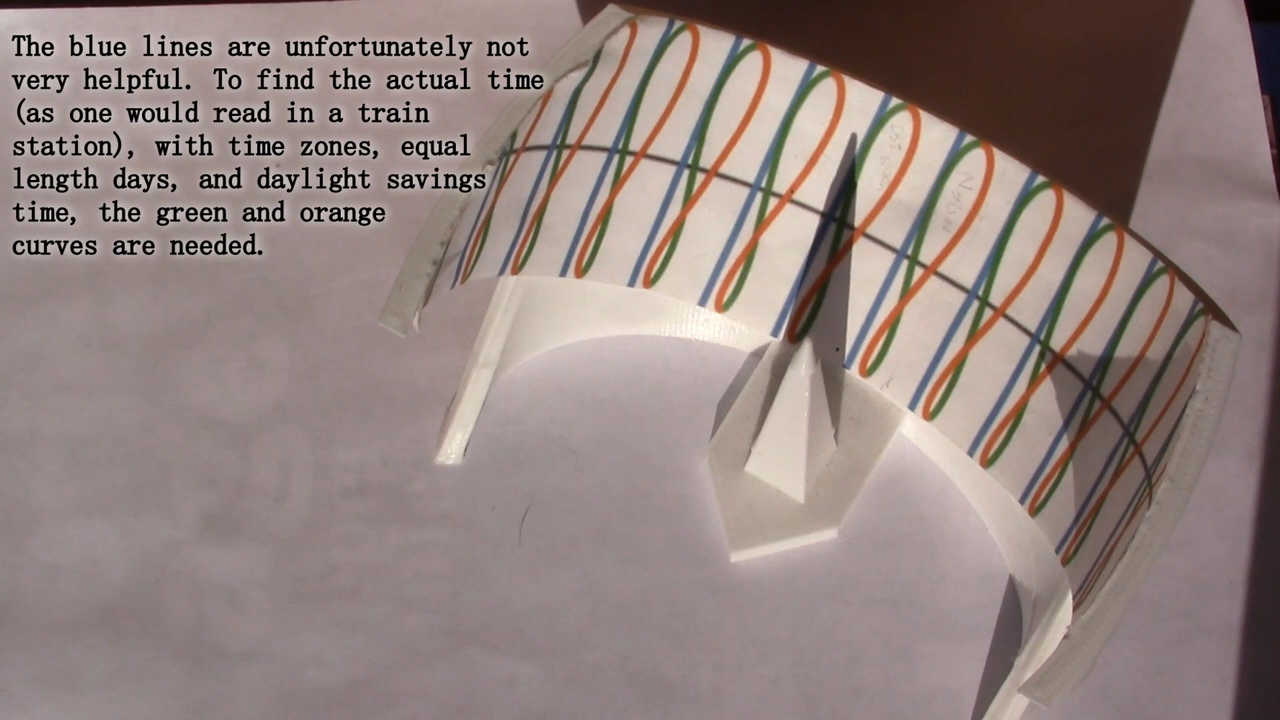 The blue lines are unfortunately not
very helpful. To find the actual time
(as one would read in a train
station), with time zones, equal
length days, and daylight savings
time, the green and orange
curves are needed.
NOON